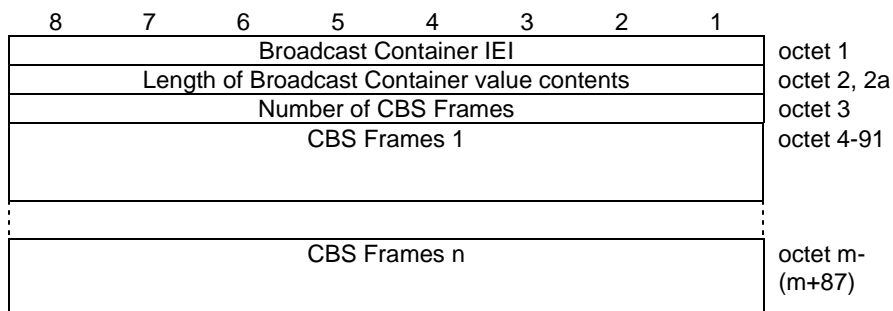 8 7 6 5 4 3 2 1
Broadcast Container IEI octet 1
Length of Broadcast Container value contents octet 2, 2a
Number of CBS Frames octet 3
CBS Frames 1 octet 4-91
CBS Frames n octet m-
(m+87)